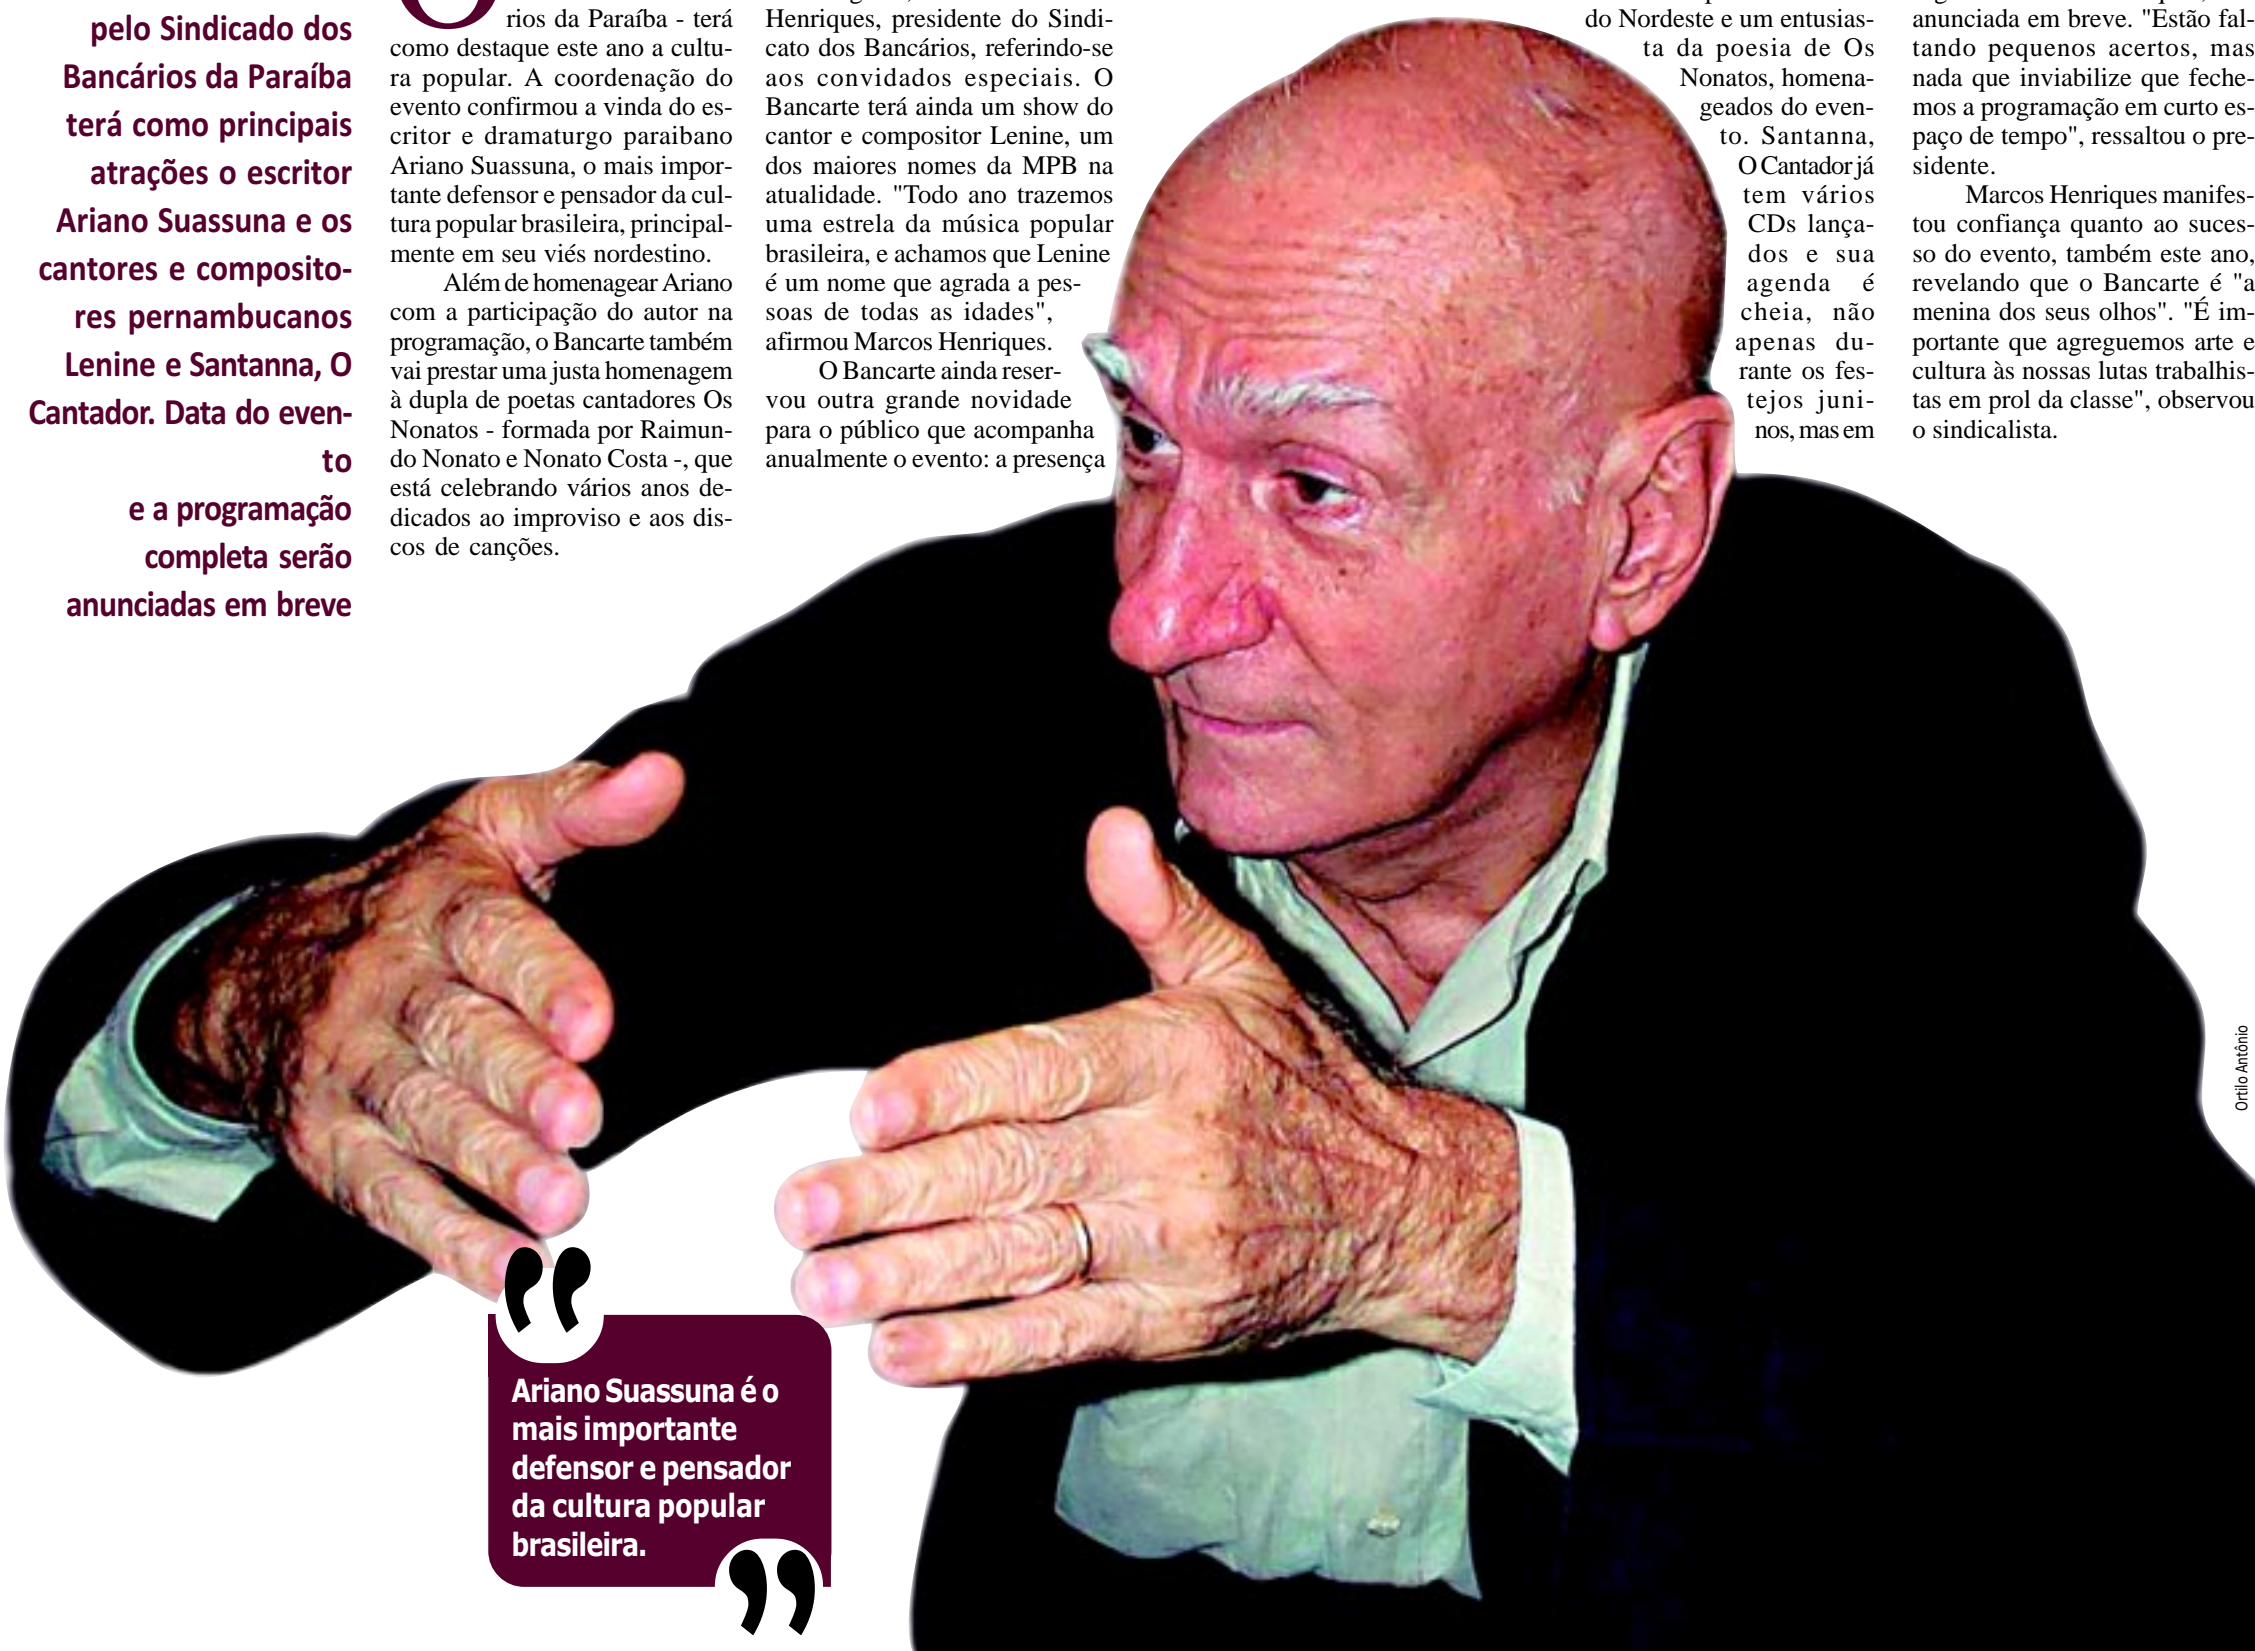 pelo Sindicado dos
Bancários da Paraíba
terá como principais
atrações o escritor
Ariano Suassuna e os
cantores e composito-
res pernambucanos
Lenine e Santanna, O
Cantador. Data do even-
to
e a programação
completa serão
anunciadas em breve
O
rios da Paraíba - terá
como destaque este ano a cultu-
ra popular. A coordenação do
evento confirmou a vinda do es-
critor e dramaturgo paraibano
Ariano Suassuna, o mais impor-
tante defensor e pensador da cul-
tura popular brasileira, principal-
mente em seu viés nordestino.
Além de homenagear Ariano
com a participação do autor na
programação, o Bancarte também
vai prestar uma justa homenagem
à dupla de poetas cantadores Os
Nonatos - formada por Raimun-
do Nonato e Nonato Costa -, que
está celebrando vários anos de-
dicados ao improviso e aos dis-
cos de canções.
Henriques, presidente do Sindi-
cato dos Bancários, referindo-se
aos convidados especiais. O
Bancarte terá ainda um show do
cantor e compositor Lenine, um
dos maiores nomes da MPB na
atualidade. "Todo ano trazemos
uma estrela da música popular
brasileira, e achamos que Lenine
é um nome que agrada a pes-
soas de todas as idades",
afirmou Marcos Henriques.
O Bancarte ainda reser-
vou outra grande novidade
para o público que acompanha
anualmente o evento: a presença
do Nordeste e um entusias-
ta da poesia de Os
Nonatos, homena-
geados do even-
to. Santanna,
O Cantador já
tem vários
CDs lança-
dos e sua
agenda é
cheia, não
apenas du-
rante os fes-
tejos juni-
nos, mas em
anunciada em breve. "Estão fal-
tando pequenos acertos, mas
nada que inviabilize que feche-
mos a programação em curto es-
paço de tempo", ressaltou o pre-
sidente.
Marcos Henriques manifes-
tou confiança quanto ao suces-
so do evento, também este ano,
revelando que o Bancarte é "a
menina dos seus olhos". "É im-
portante que agreguemos arte e
cultura às nossas lutas trabalhis-
tas em prol da classe", observou
o sindicalista.
Ortilo Antônio
"
Ariano Suassuna é o
mais importante
defensor e pensador
da cultura popular
brasileira.
"